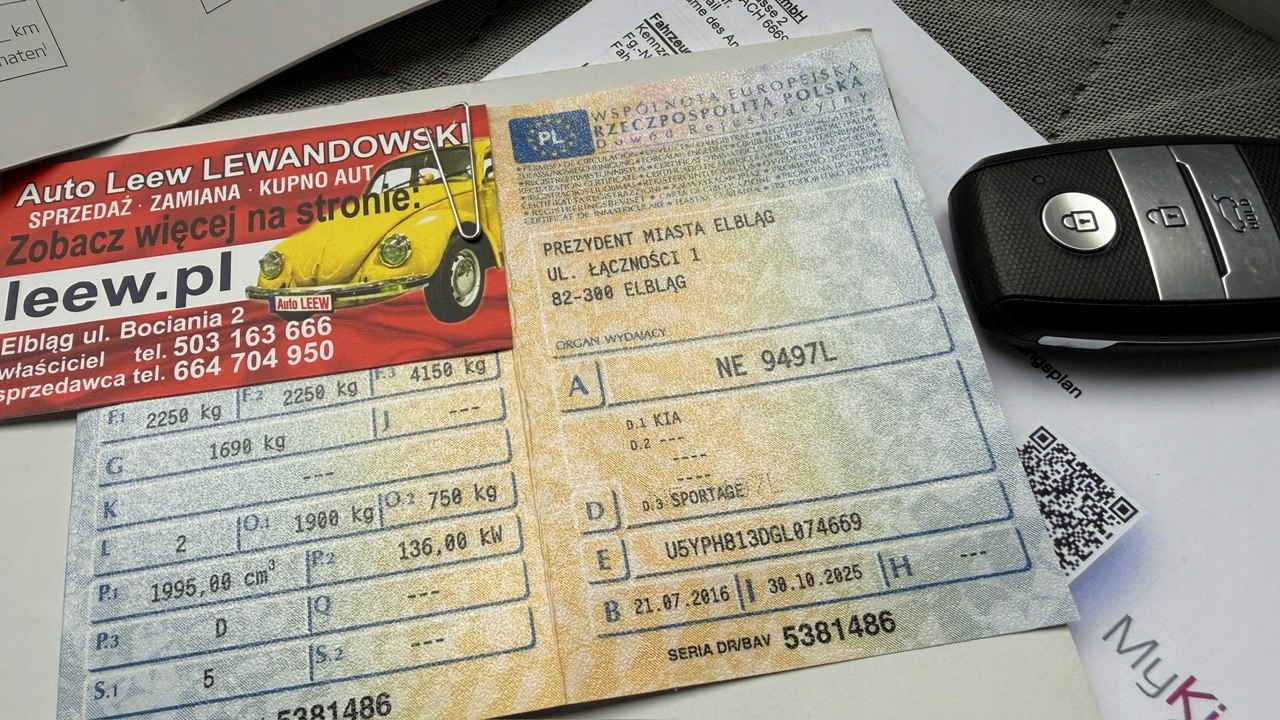 km
GmbH
Fahrzeu
Kennze
Fg.-N
Auto Leew LEWANDOWSKI
SPRZEDAŻ · ZAMIANA · KUPNO AUT
Zobacz więcej na stronie:
leew.pl
Auto LEEW
Elbląg ul. Bociania 2
właściciel tel. 503 163 666
sprzedawca tel. 664 704 950
F.1 2250 kg F.2 2250 kg F.3 4150 kg
G 1690 kg J ---
K ---
L 2 O.1 1900 kg O.2 750 kg
P.1 1995,00 cm³ P.2 136,00 kW
P.3 D Q ---
S.1 5 S.2 ---
5381486
PL
WSPÓLNOTA EUROPEJSKA
RZECZPOSPOLITA POLSKA
Dowód Rejestracyjny
PREZYDENT MIASTA ELBLĄG
UL. ŁĄCZNOŚCI 1
82-300 ELBLĄG
ORGAN WYDAJĄCY
A NE 9497L
D.1 KIA
D.2 ---
----
----
D D.3 SPORTAGE
E U5YPH813DGL074669
B 21.07.2016 I 30.10.2025 H ---
SERIA DR/BAV 5381486
ngsplan
MyKi